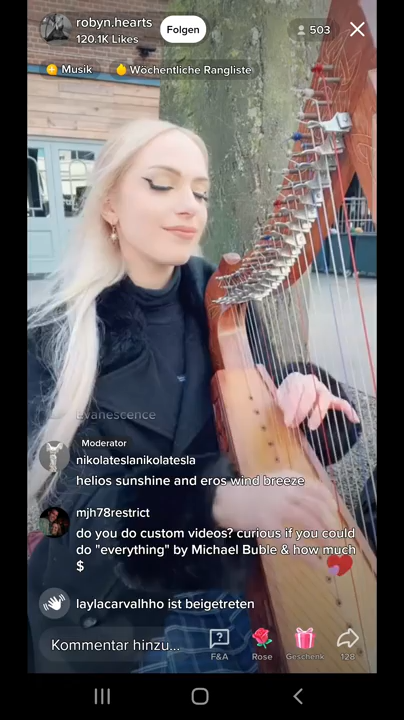 robyn.hearts
120.1K Likes
Folgen
503
Musik
Wöchentliche Rangliste
Evanescence
Moderator
nikolateslanikolatesla
helios sunshine and eros wind breeze
mjh78restrict
do you do custom videos? curious if you could
do "everything" by Michael Buble & how much
$
laylacarvalhho ist beigetreten
Kommentar hinzu...
F&A
Rose
Geschenk
128